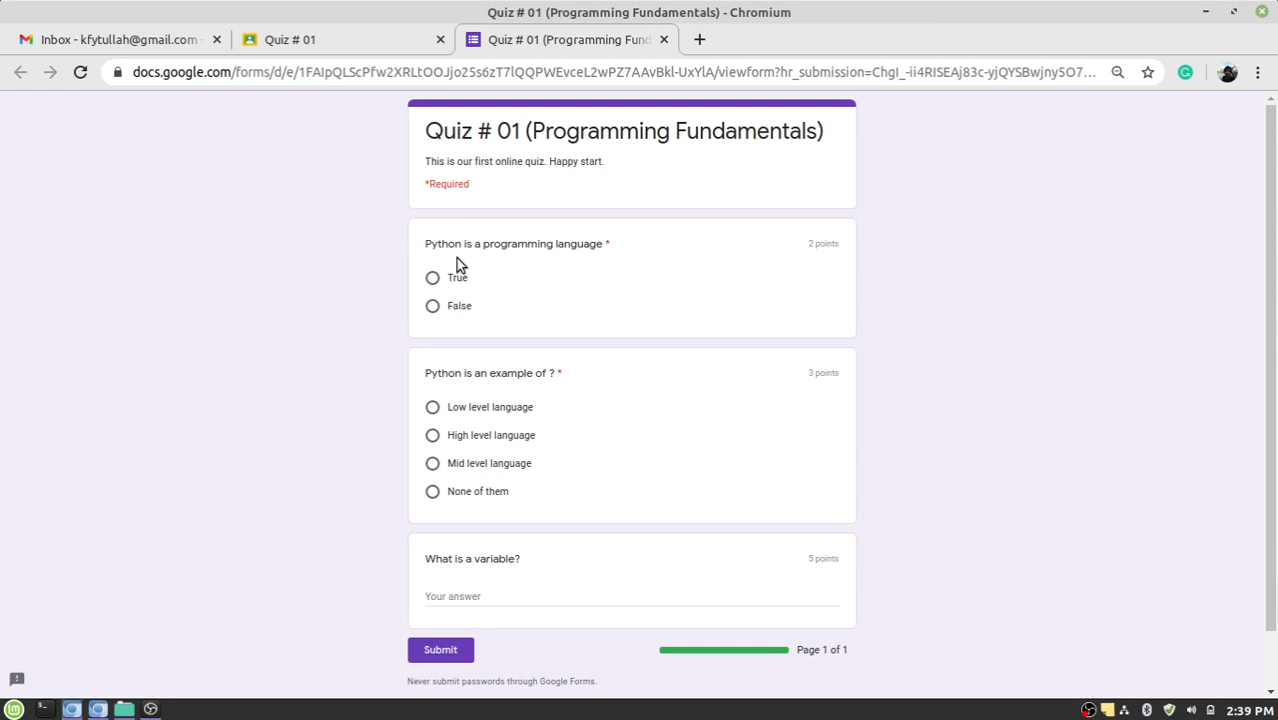 Quiz # 01 (Programming Fundamentals) - Chromium
Inbox - kfytullah@gmail.com -
Quiz # 01
Quiz # 01 (Programming Fund
docs.google.com/forms/d/e/1FAIpQLScPfw2XRLtOOJjo25s6zT7lQQPWEvceL2wPZ7AAvBkl-UxYlA/viewform?hr_submission=ChgI_-ii4RISEAj83c-yjQYSBwjny5O7...
Quiz # 01 (Programming Fundamentals)
This is our first online quiz. Happy start.
*Required
Python is a programming language *
2 points
True
False
Python is an example of ? *
3 points
Low level language
High level language
Mid level language
None of them
What is a variable?
5 points
Your answer
Submit
Page 1 of 1
Never submit passwords through Google Forms.
2:39 PM